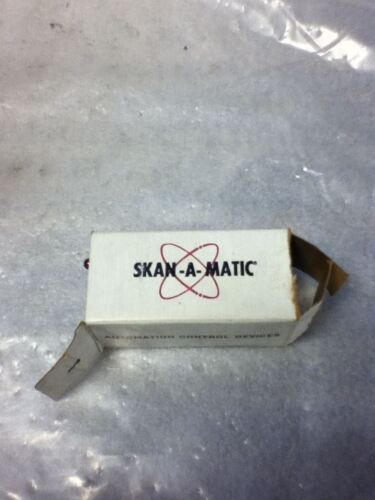 SKAN-A-MATIC®
AUTOMATION CONTROL DEVICES